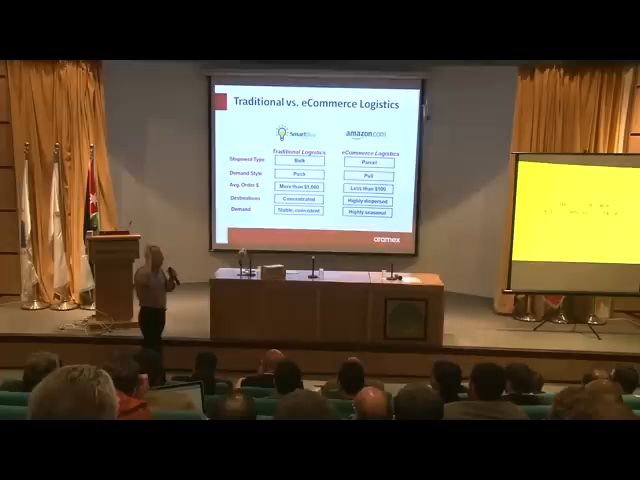 Traditional vs. eCommerce Logistics
SmartBuy amazon.com
Traditional Logistics eCommerce Logistics
Shipment Type Bulk Parcel
Demand Style Push Pull
Avg. Order $ More than $1,000 Less than $100
Destinations Concentrated Highly dispersed
Demand Stable, consistent Highly seasonal
aramex